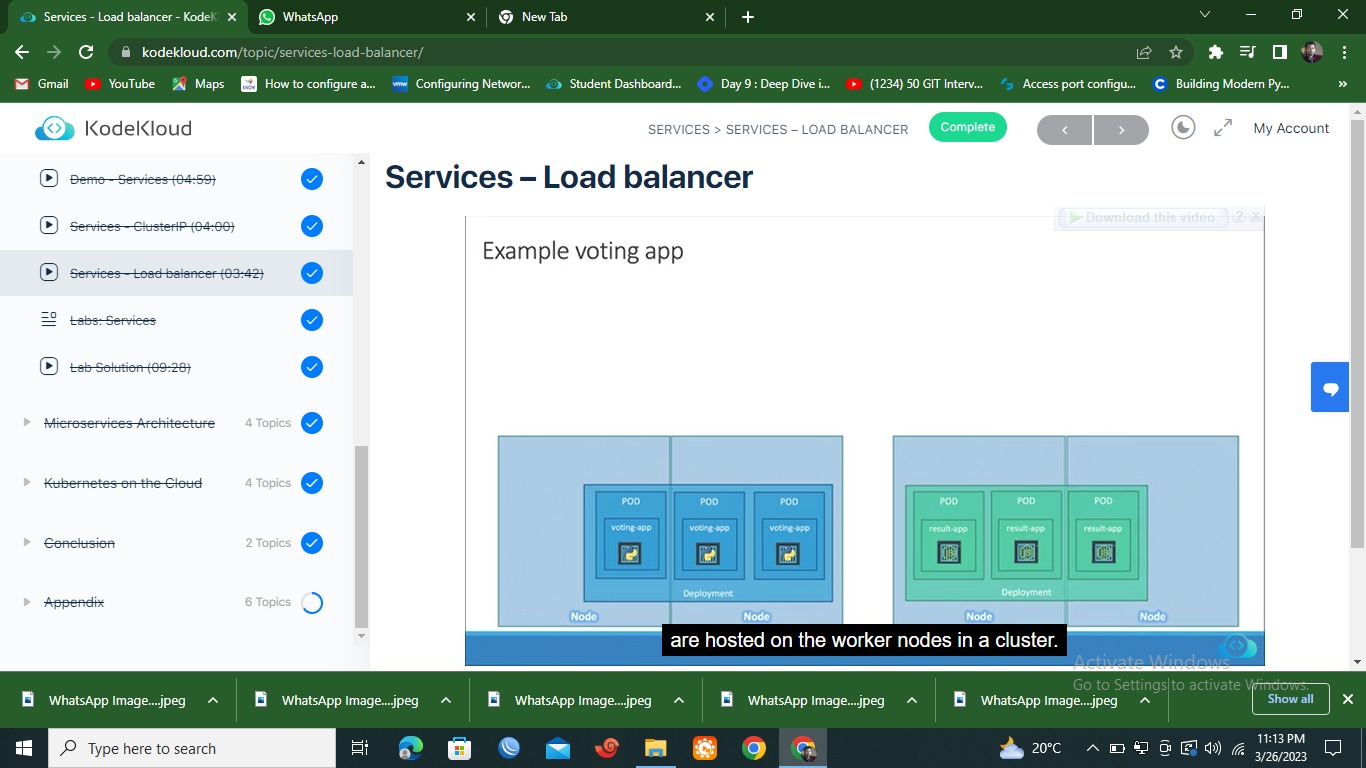 Services - Load balancer - KodeKl
WhatsApp
New Tab
kodekloud.com/topic/services-load-balancer/
Gmail
YouTube
Maps
How to configure a...
Configuring Networ...
Student Dashboard...
Day 9 : Deep Dive i...
(1234) 50 GIT Interv...
Access port configu...
Building Modern Py...
KodeKloud
SERVICES > SERVICES – LOAD BALANCER
Complete
My Account
Demo - Services (04:59)
Services - ClusterIP (04:00)
Services - Load balancer (03:42)
Labs: Services
Lab Solution (09:28)
Microservices Architecture 4 Topics
Kubernetes on the Cloud 4 Topics
Conclusion 2 Topics
Appendix 6 Topics
Services – Load balancer
Download this video ? X
Example voting app
POD POD POD
voting-app voting-app voting-app
Deployment
Node Node
POD POD POD
result-app result-app result-app
Deployment
Node Node
are hosted on the worker nodes in a cluster.
Activate Windows
Go to Settings to activate Windows.
WhatsApp Image....jpeg
WhatsApp Image....jpeg
WhatsApp Image....jpeg
WhatsApp Image....jpeg
WhatsApp Image....jpeg
Show all
Type here to search
20°C
11:13 PM
3/26/2023